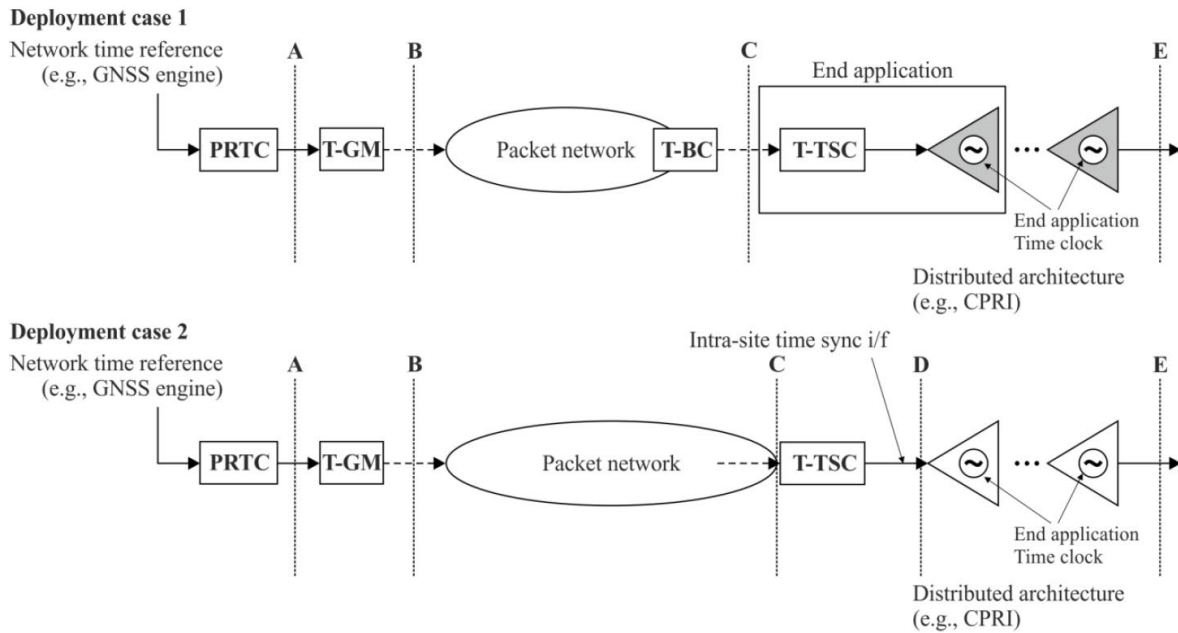 Deployment case 1
Network time reference
(e.g., GNSS engine)
A
B
C
E
End application
PRTC
T-GM
Packet network
T-BC
T-TSC
~
•••
~
End application
Time clock
Distributed architecture
(e.g., CPRI)
Deployment case 2
Network time reference
(e.g., GNSS engine)
Intra-site time sync i/f
A
B
C
D
E
PRTC
T-GM
Packet network
T-TSC
~
•••
~
End application
Time clock
Distributed architecture
(e.g., CPRI)